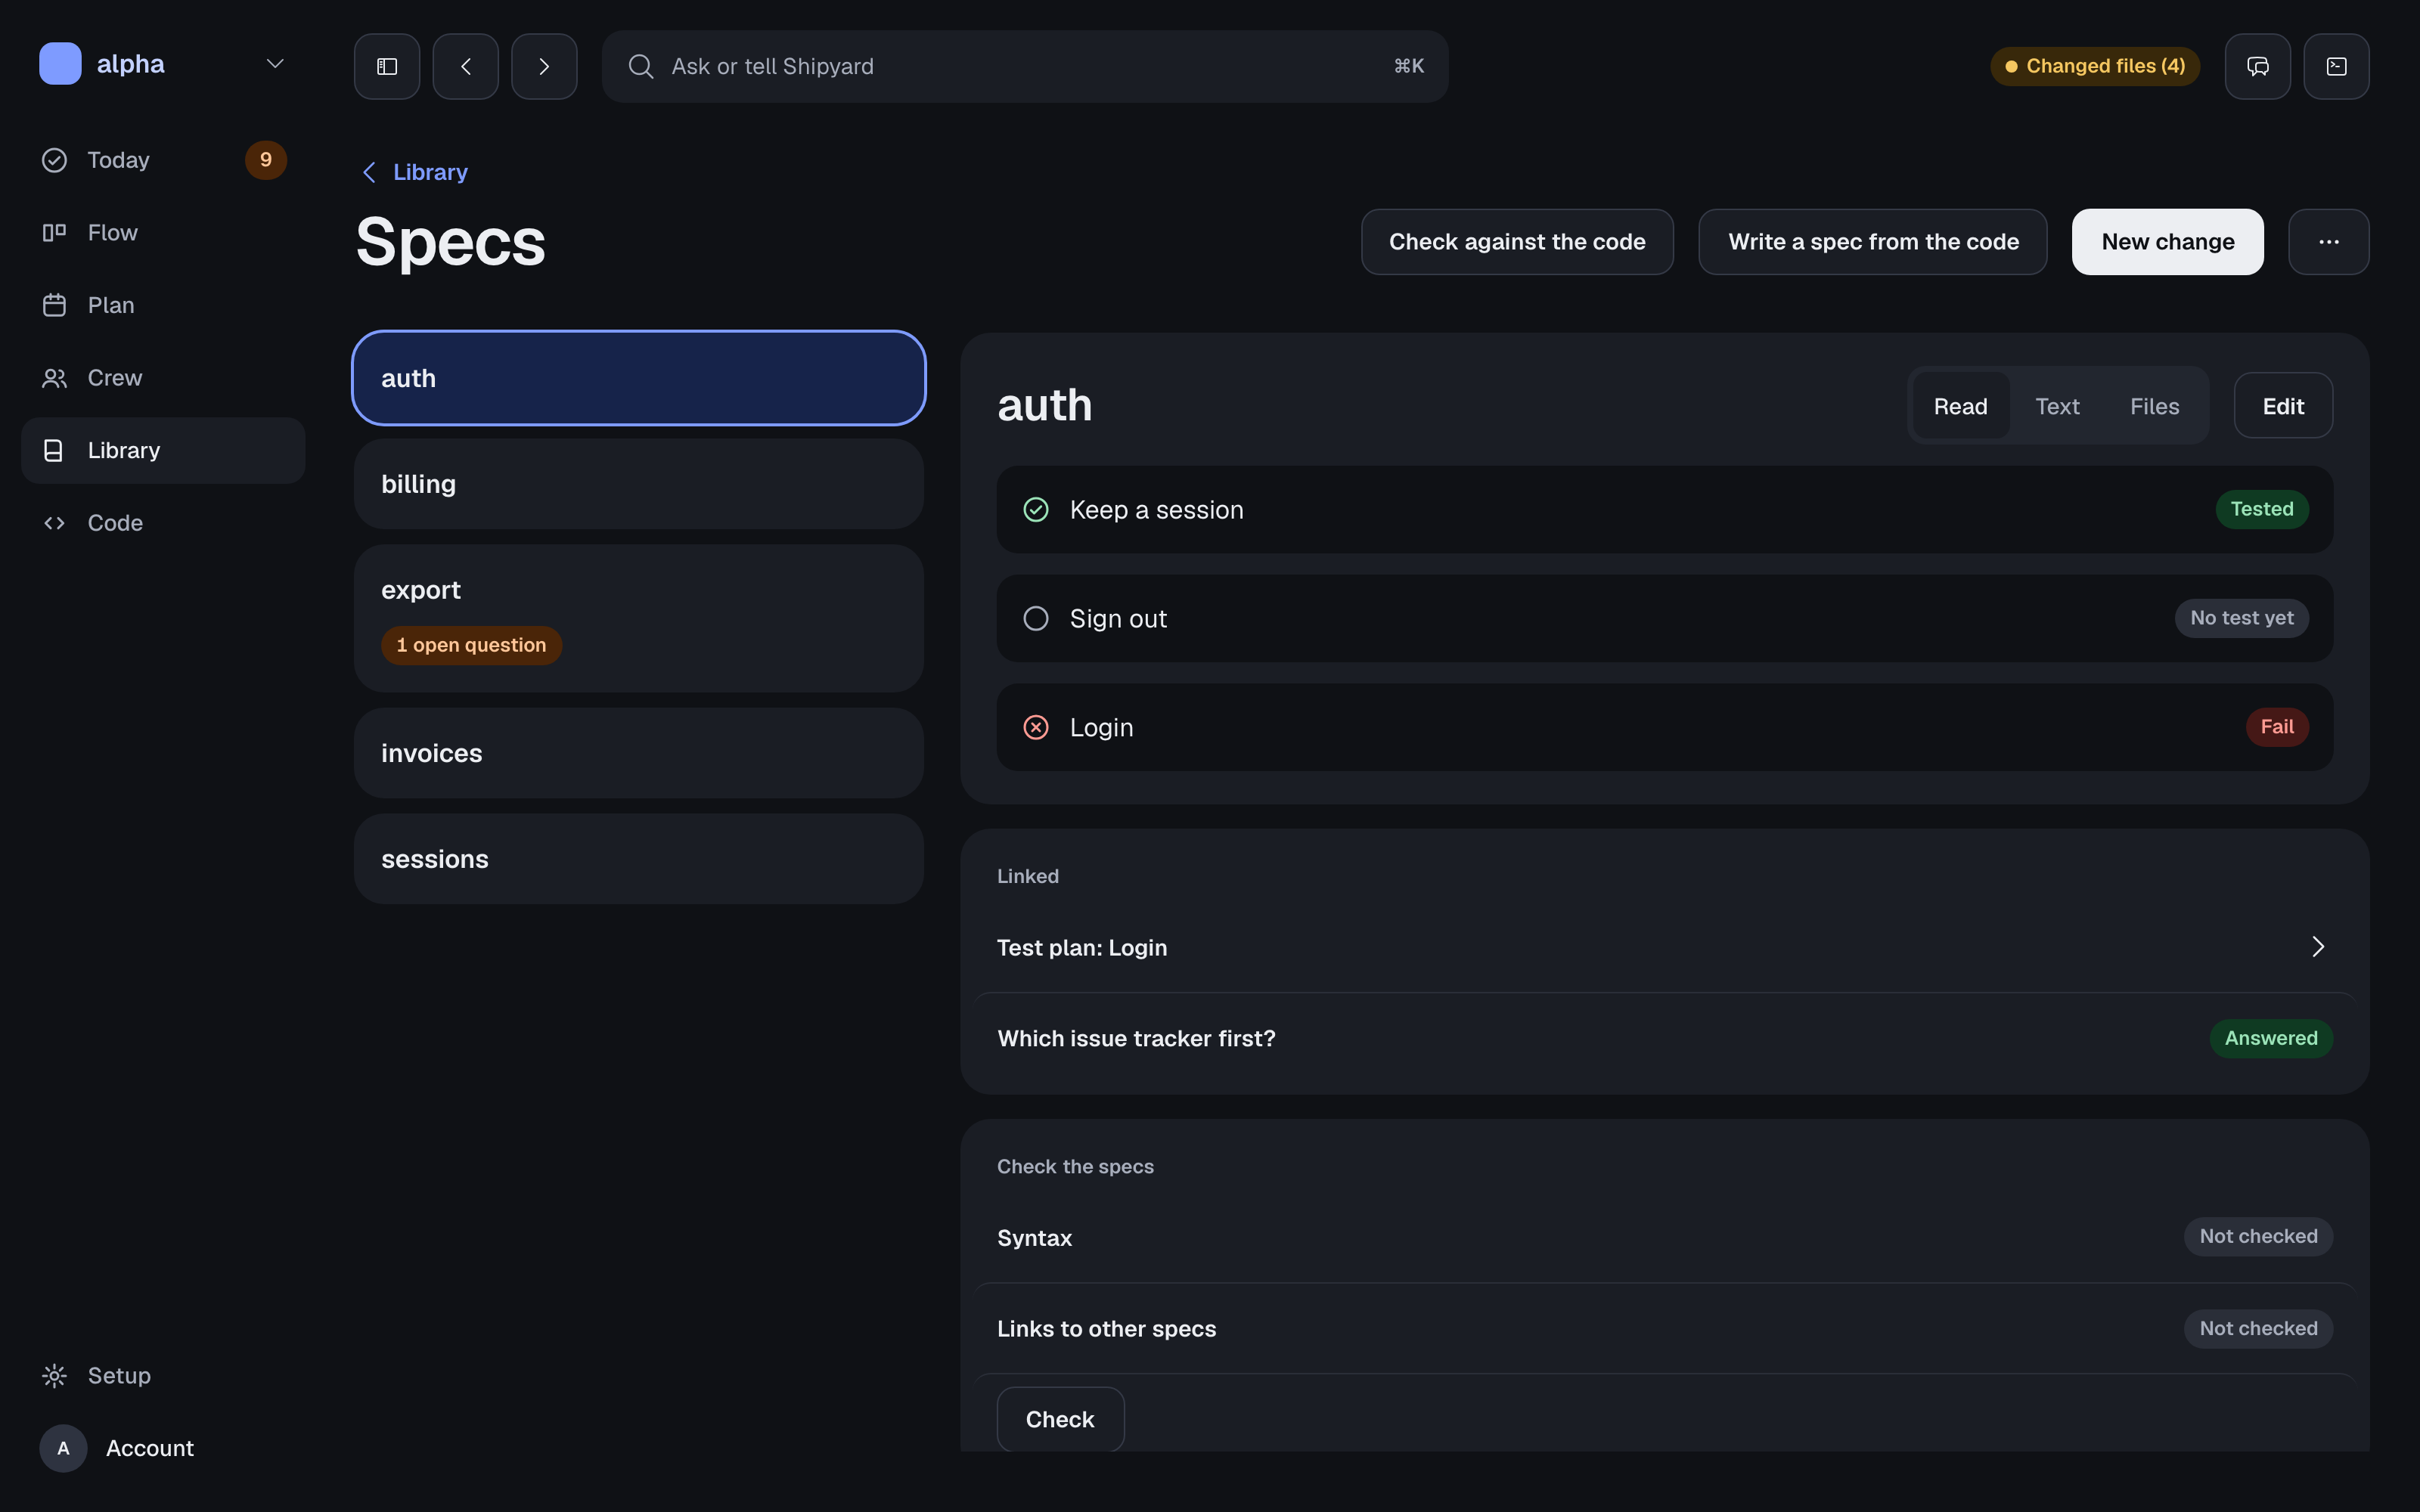 alpha
Ask or tell Shipyard
⌘K
Changed files (4)
Today
9
Flow
Plan
Crew
Library
Code
Setup
A
Account
Library
Specs
Check against the code
Write a spec from the code
New change
auth
billing
export
1 open question
invoices
sessions
auth
Read
Text
Files
Edit
Keep a session
Tested
Sign out
No test yet
Login
Fail
Linked
Test plan: Login
Which issue tracker first?
Answered
Check the specs
Syntax
Not checked
Links to other specs
Not checked
Check